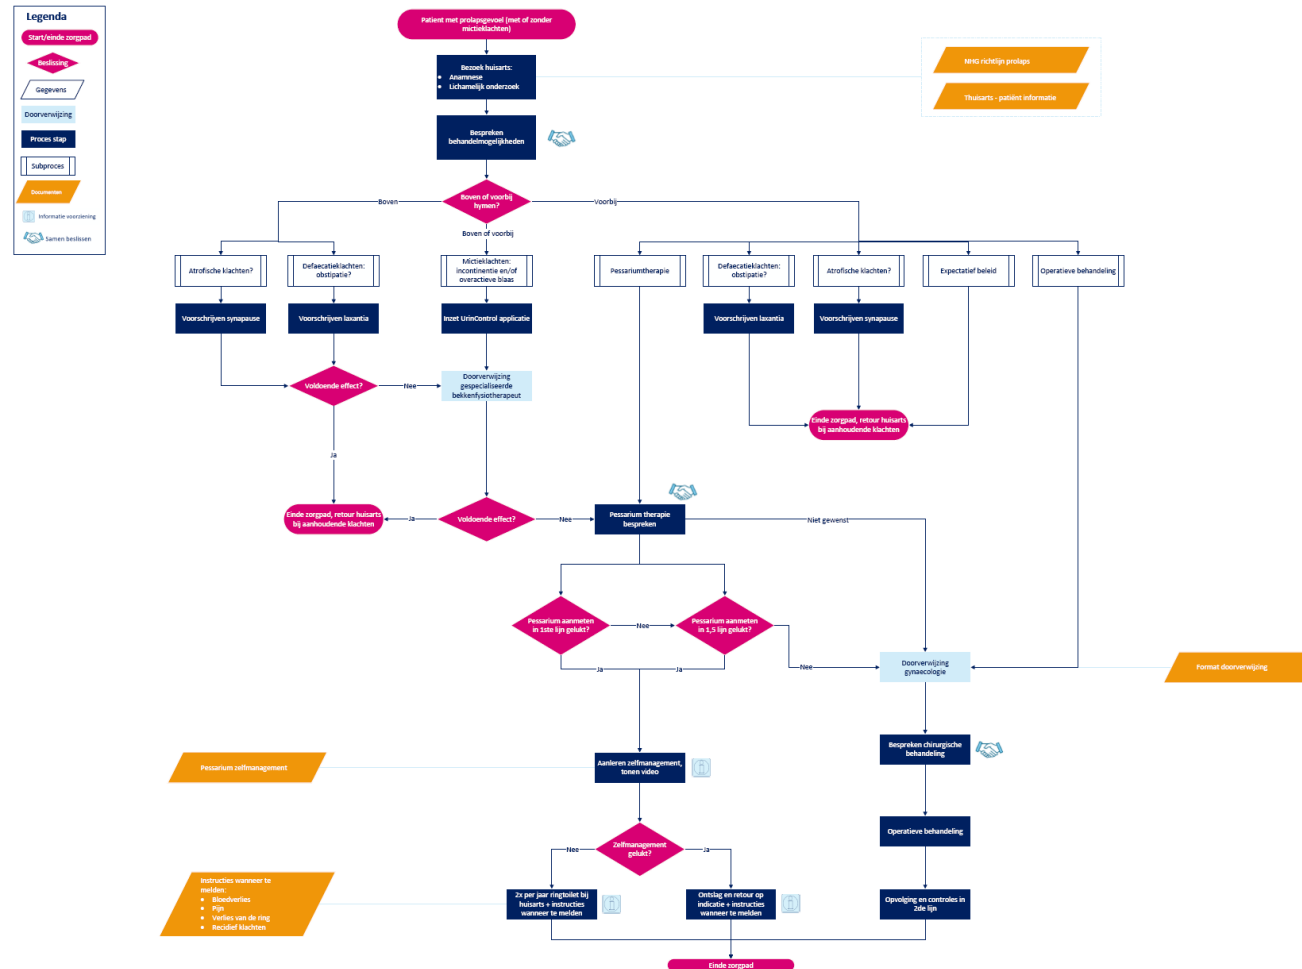 Legenda
Start/einde zorgpad
Beslissing
Gegevens
Doorverwijzing
Proces stap
Subproces
Documenten
Informatie voorziening
Samen beslissen
Patient met prolapsgevoel (met of zonder
mictieklachten)
Bezoek huisarts:
Anamnese
Lichamelijk onderzoek
NHG richtlijn prolaps
Thuisarts - patiënt informatie
Bespreken
behandelmogelijkheden
Boven of voorbij
hymen?
Boven
Voorbij
Boven of voorbij
Atrofische klachten?
Defaecatieklachten:
obstipatie?
Mictieklachten:
incontinentie en/of
overactieve blaas
Pessariumtherapie
Defaecatieklachten:
obstipatie?
Atrofische klachten?
Expectatief beleid
Operatieve behandeling
Voorschrijven synapause
Voorschrijven laxantia
Inzet UrinControl applicatie
Voorschrijven laxantia
Voorschrijven synapause
Voldoende effect?
Nee
Doorverwijzing
gespecialiseerde
bekkenfysiotherapeut
Einde zorgpad, retour huisarts
bij aanhoudende klachten
Ja
Einde zorgpad, retour huisarts
bij aanhoudende klachten
Ja
Voldoende effect?
Nee
Pessarium therapie
bespreken
Niet gewenst
Pessarium aanmeten
in 1ste lijn gelukt?
Nee
Pessarium aanmeten
in 1,5 lijn gelukt?
Ja
Ja
Nee
Doorverwijzing
gynaecologie
Format doorverwijzing
Bespreken chirurgische
behandeling
Pessarium zelfmanagement
Aanleren zelfmanagement,
tonen video
Operatieve behandeling
Zelfmanagement
gelukt?
Nee
Ja
Instructies wanneer te
melden:
Bloedverlies
Pijn
Verlies van de ring
Recidief klachten
2x per jaar ringtoilet bij
huisarts + instructies
wanneer te melden
Ontslag en retour op
indicatie + instructies
wanneer te melden
Opvolging en controles in
2de lijn
Einde zorgpad